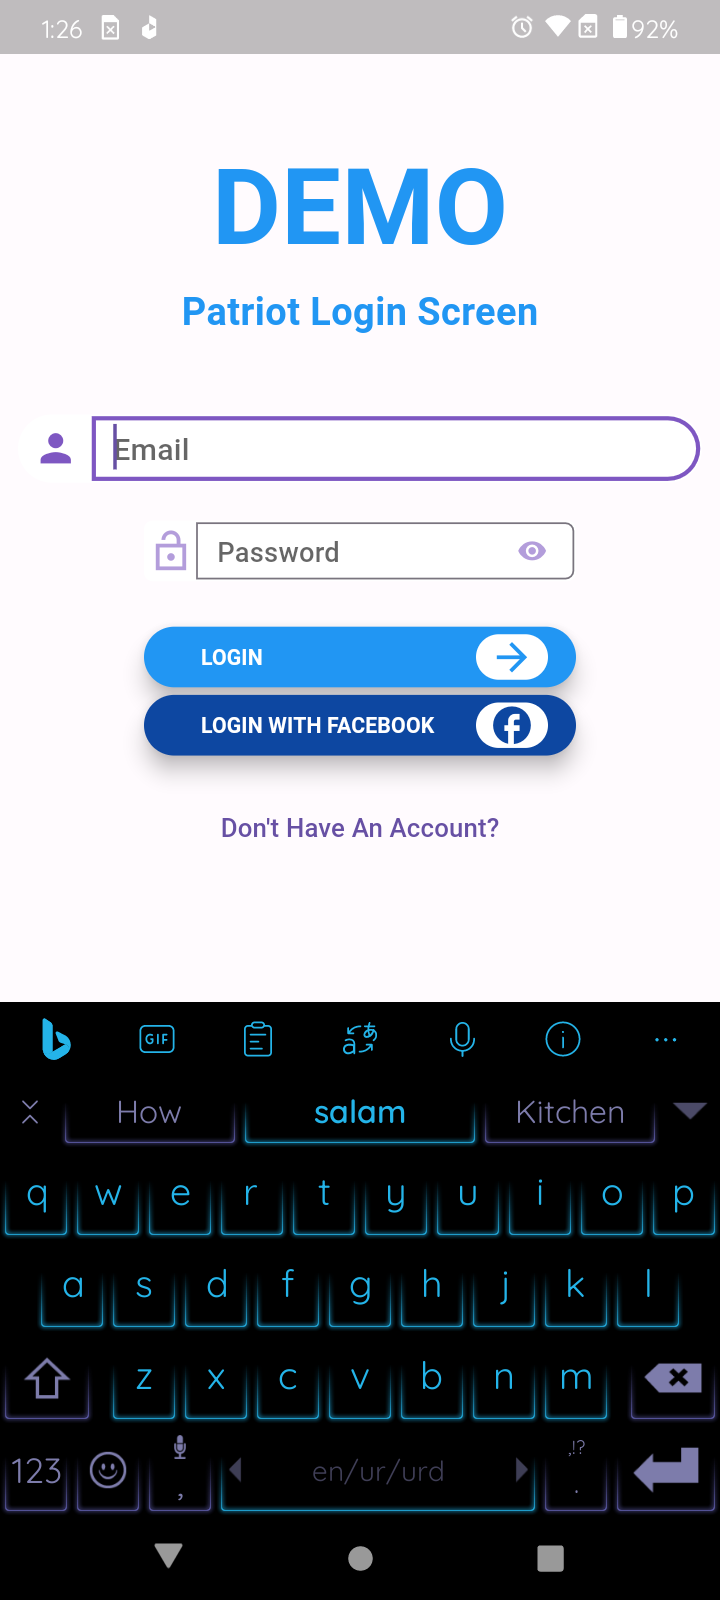 1:26 92%
DEMO
Patriot Login Screen
Email
Password
LOGIN
LOGIN WITH FACEBOOK
Don't Have An Account?
GIF
How salam Kitchen
q w e r t y u i o p
a s d f g h j k l
z x c v b n m
123 , en/ur/urd ,!? .